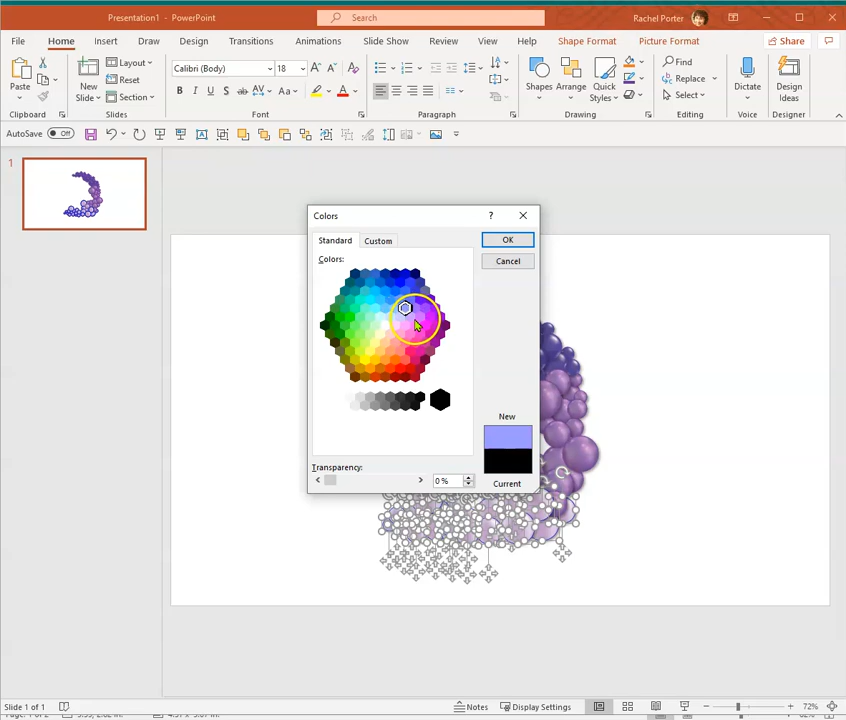 Presentation1 - PowerPoint
Search
Rachel Porter
File Home Insert Draw Design Transitions Animations Slide Show Review View Help Shape Format Picture Format Share
Paste
New
Slide
Layout
Reset
Section
Calibri (Body) 18
B I U S ab AV Aa A
Shapes Arrange Quick
Styles
Find
Replace
Select
Dictate
Design
Ideas
Clipboard Slides Font Paragraph Drawing Editing Voice Designer
AutoSave Off
1
Colors ?
Standard Custom
Colors:
OK
Cancel
New
Current
Transparency:
0 %
Slide 1 of 1 Notes Display Settings 72%